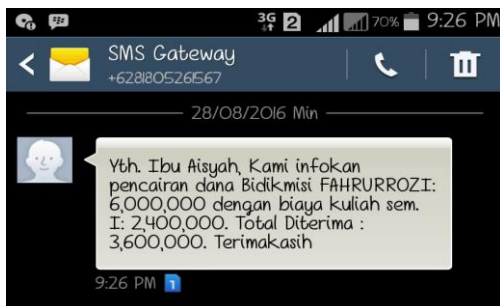 3G 2 70% 9:26 PM
SMS Gateway
+6281805261567
28/08/2016 Min
Yth. Ibu Aisyah, Kami infokan
pencairan dana Bidikmisi FAHRURROZI:
6,000,000 dengan biaya kuliah sem.
I: 2,400,000. Total Diterima :
3,600,000. Terimakasih
9:26 PM 1